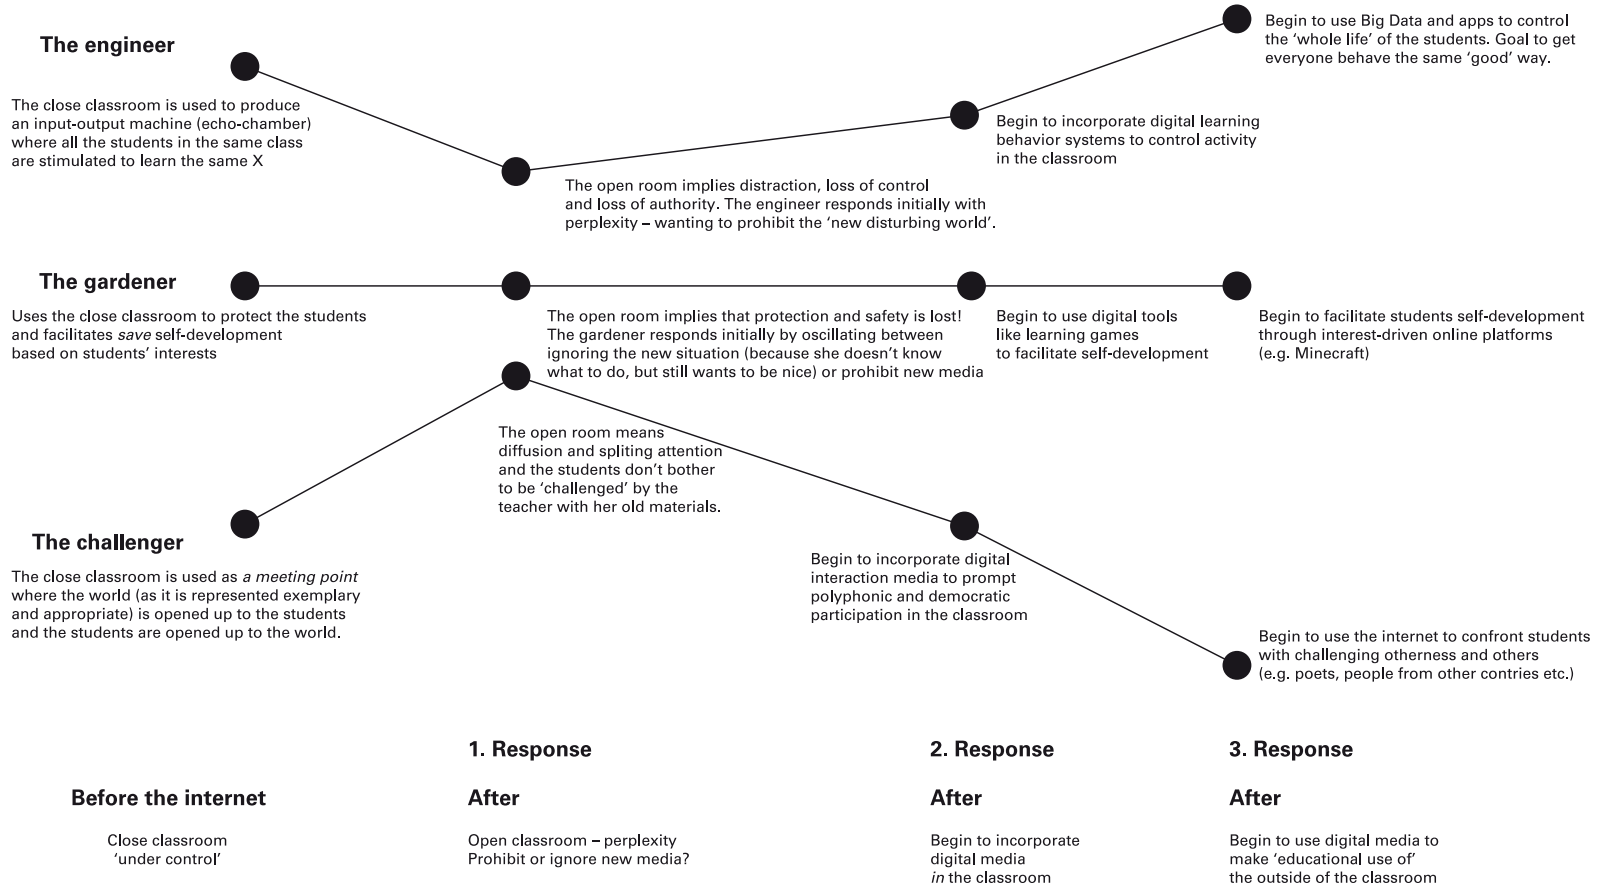 The engineer
The close classroom is used to produce
an input-output machine (echo-chamber)
where all the students in the same class
are stimulated to learn the same X
The open room implies distraction, loss of control
and loss of authority. The engineer responds initially with
perplexity – wanting to prohibit the ‘new disturbing world’.
Begin to incorporate digital learning
behavior systems to control activity
in the classroom
Begin to use Big Data and apps to control
the ‘whole life’ of the students. Goal to get
everyone behave the same ‘good’ way.
The gardener
Uses the close classroom to protect the students
and facilitates save self-development
based on students’ interests
The open room implies that protection and safety is lost!
The gardener responds initially by oscillating between
ignoring the new situation (because she doesn’t know
what to do, but still wants to be nice) or prohibit new media
Begin to use digital tools
like learning games
to facilitate self-development
Begin to facilitate students self-development
through interest-driven online platforms
(e.g. Minecraft)
The challenger
The close classroom is used as a meeting point
where the world (as it is represented exemplary
and appropriate) is opened up to the students
and the students are opened up to the world.
The open room means
diffusion and spliting attention
and the students don’t bother
to be ‘challenged’ by the
teacher with her old materials.
Begin to incorporate digital
interaction media to prompt
polyphonic and democratic
participation in the classroom
Begin to use the internet to confront students
with challenging otherness and others
(e.g. poets, people from other contries etc.)
Before the internet
Close classroom
‘under control’
1. Response
After
Open classroom – perplexity
Prohibit or ignore new media?
2. Response
After
Begin to incorporate
digital media
in the classroom
3. Response
After
Begin to use digital media to
make ‘educational use of’
the outside of the classroom